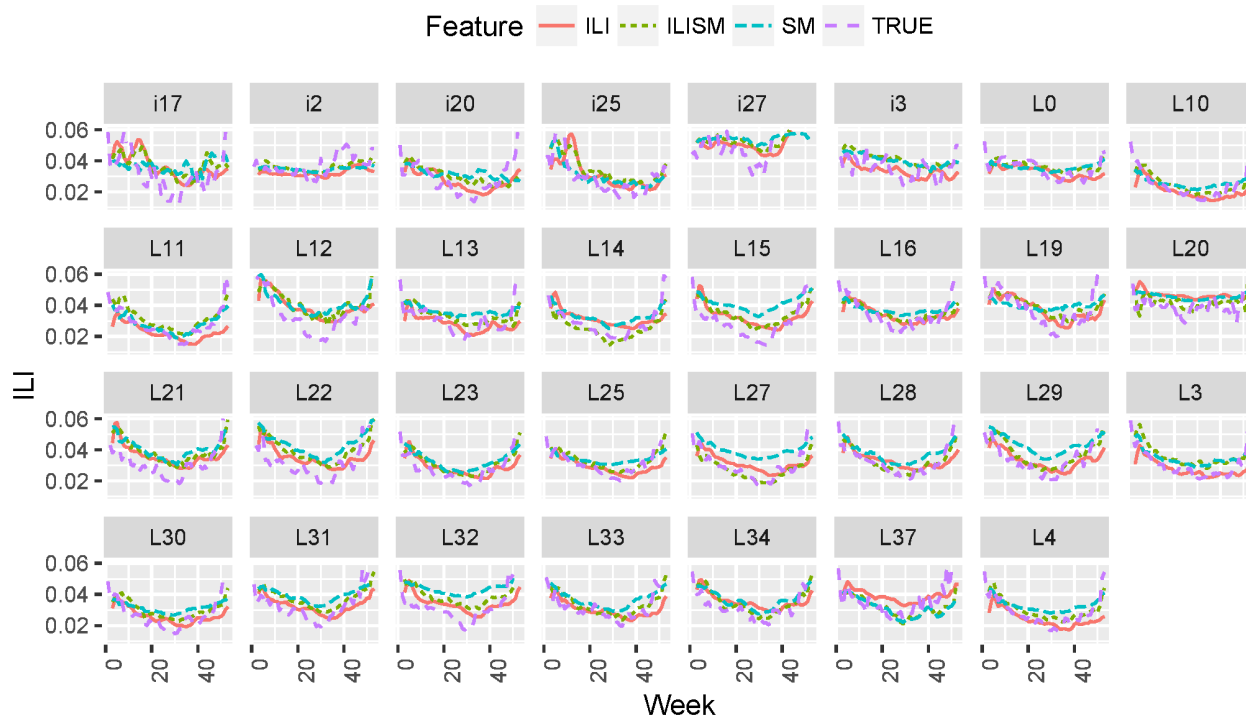 Feature ILI ILISM SM TRUE
i17 i2 i20 i25 i27 i3 L0 L10
0.06
0.04
0.02
L11 L12 L13 L14 L15 L16 L19 L20
0.06
0.04
0.02
ILI
L21 L22 L23 L25 L27 L28 L29 L3
0.06
0.04
0.02
L30 L31 L32 L33 L34 L37 L4
0.06
0.04
0.02
0 20 40 0 20 40 0 20 40 0 20 40 0 20 40 0 20 40 0 20 40
Week